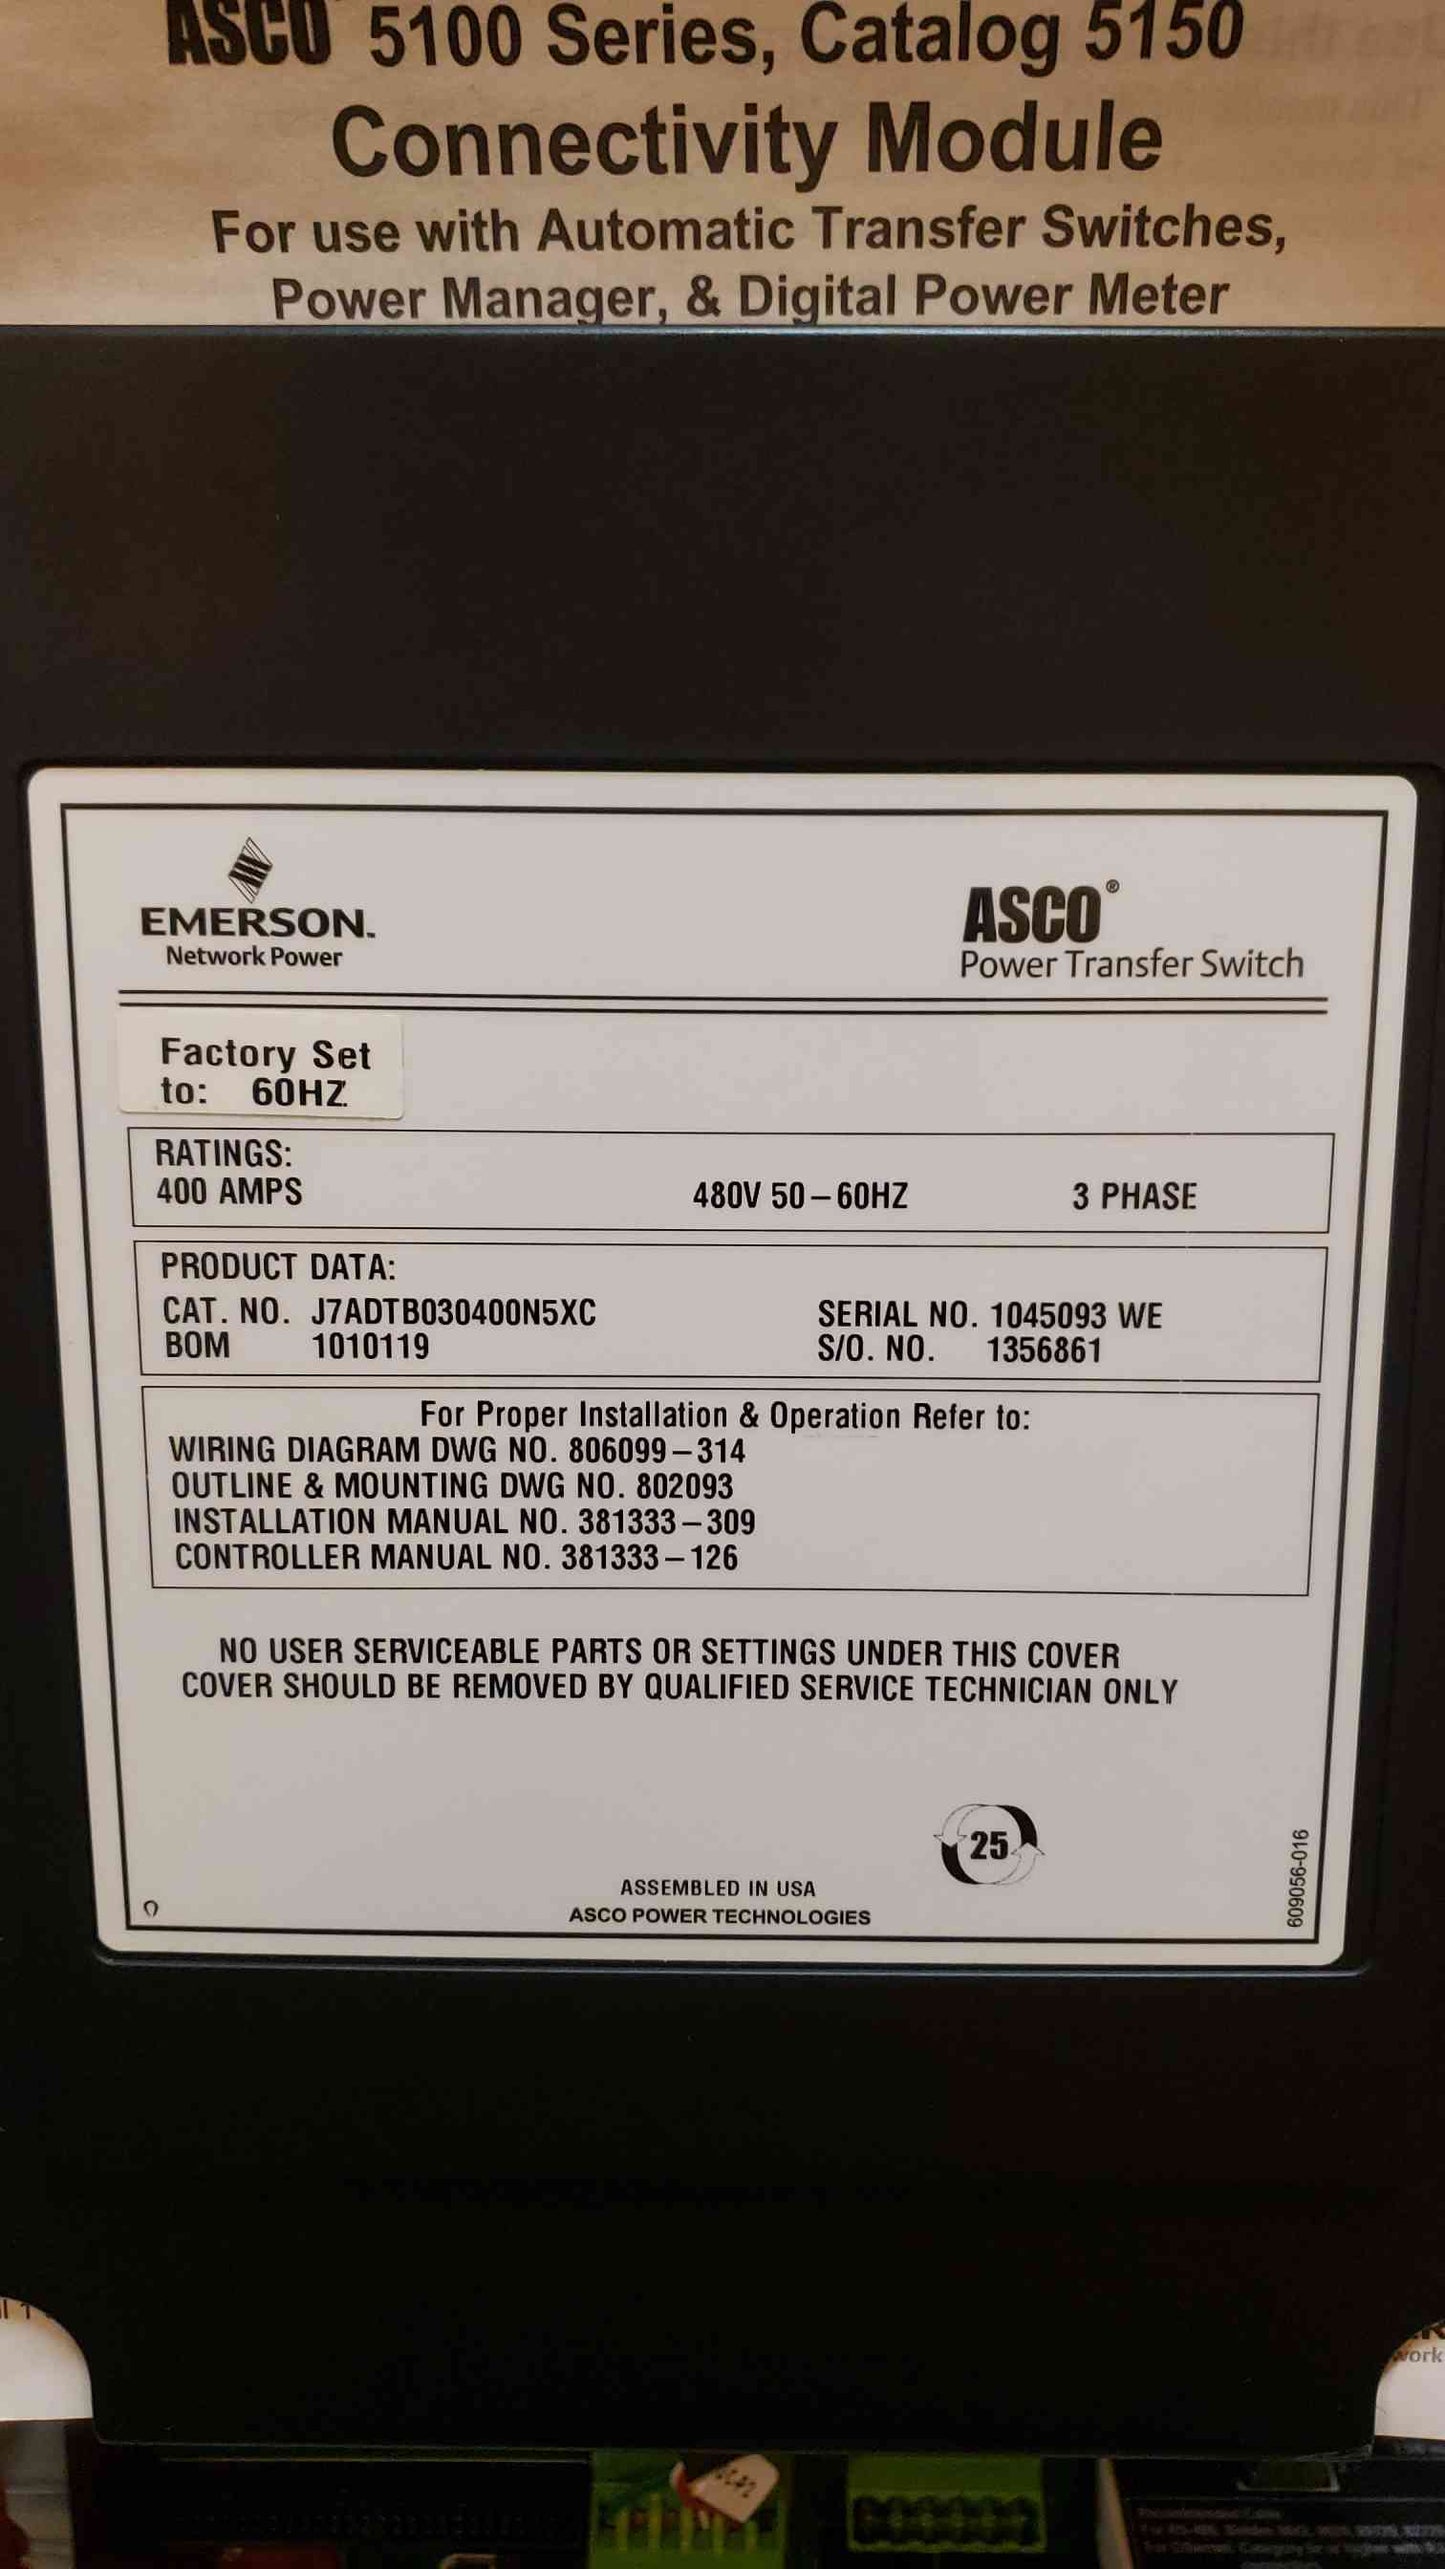 ASCO 5100 Series, Catalog 5150
Connectivity Module
For use with Automatic Transfer Switches,
Power Manager, & Digital Power Meter
EMERSON.
Network Power
ASCO®
Power Transfer Switch
Factory Set
to: 60HZ
RATINGS:
400 AMPS 480V 50–60HZ 3 PHASE
PRODUCT DATA:
CAT. NO. J7ADTB030400N5XC SERIAL NO. 1045093 WE
BOM 1010119 S/O. NO. 1356861
For Proper Installation & Operation Refer to:
WIRING DIAGRAM DWG NO. 806099–314
OUTLINE & MOUNTING DWG NO. 802093
INSTALLATION MANUAL NO. 381333–309
CONTROLLER MANUAL NO. 381333–126
NO USER SERVICEABLE PARTS OR SETTINGS UNDER THIS COVER
COVER SHOULD BE REMOVED BY QUALIFIED SERVICE TECHNICIAN ONLY
25
ASSEMBLED IN USA
ASCO POWER TECHNOLOGIES
609056-016